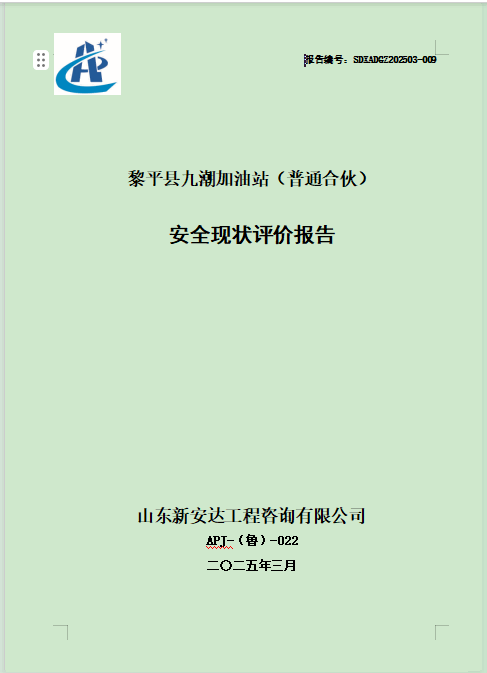 报告编号：SDXADGZ202503-009
黎平县九潮加油站（普通合伙）
安全现状评价报告
山东新安达工程咨询有限公司
APJ-（鲁）-022
二〇二五年三月